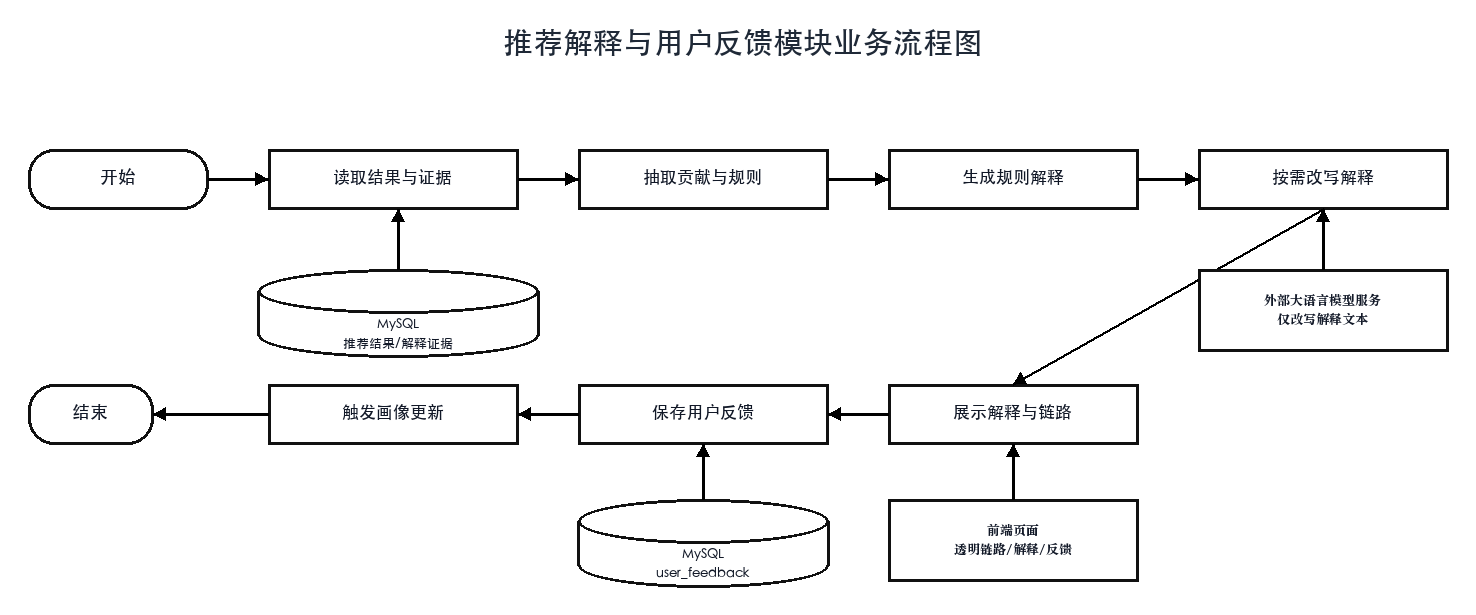 推荐解释与用户反馈模块业务流程图
开始
读取结果与证据
抽取贡献与规则
生成规则解释
按需改写解释
MySQL
推荐结果/解释证据
外部大语言模型服务
仅改写解释文本
结束
触发画像更新
保存用户反馈
展示解释与链路
MySQL
user_feedback
前端页面
透明链路/解释/反馈